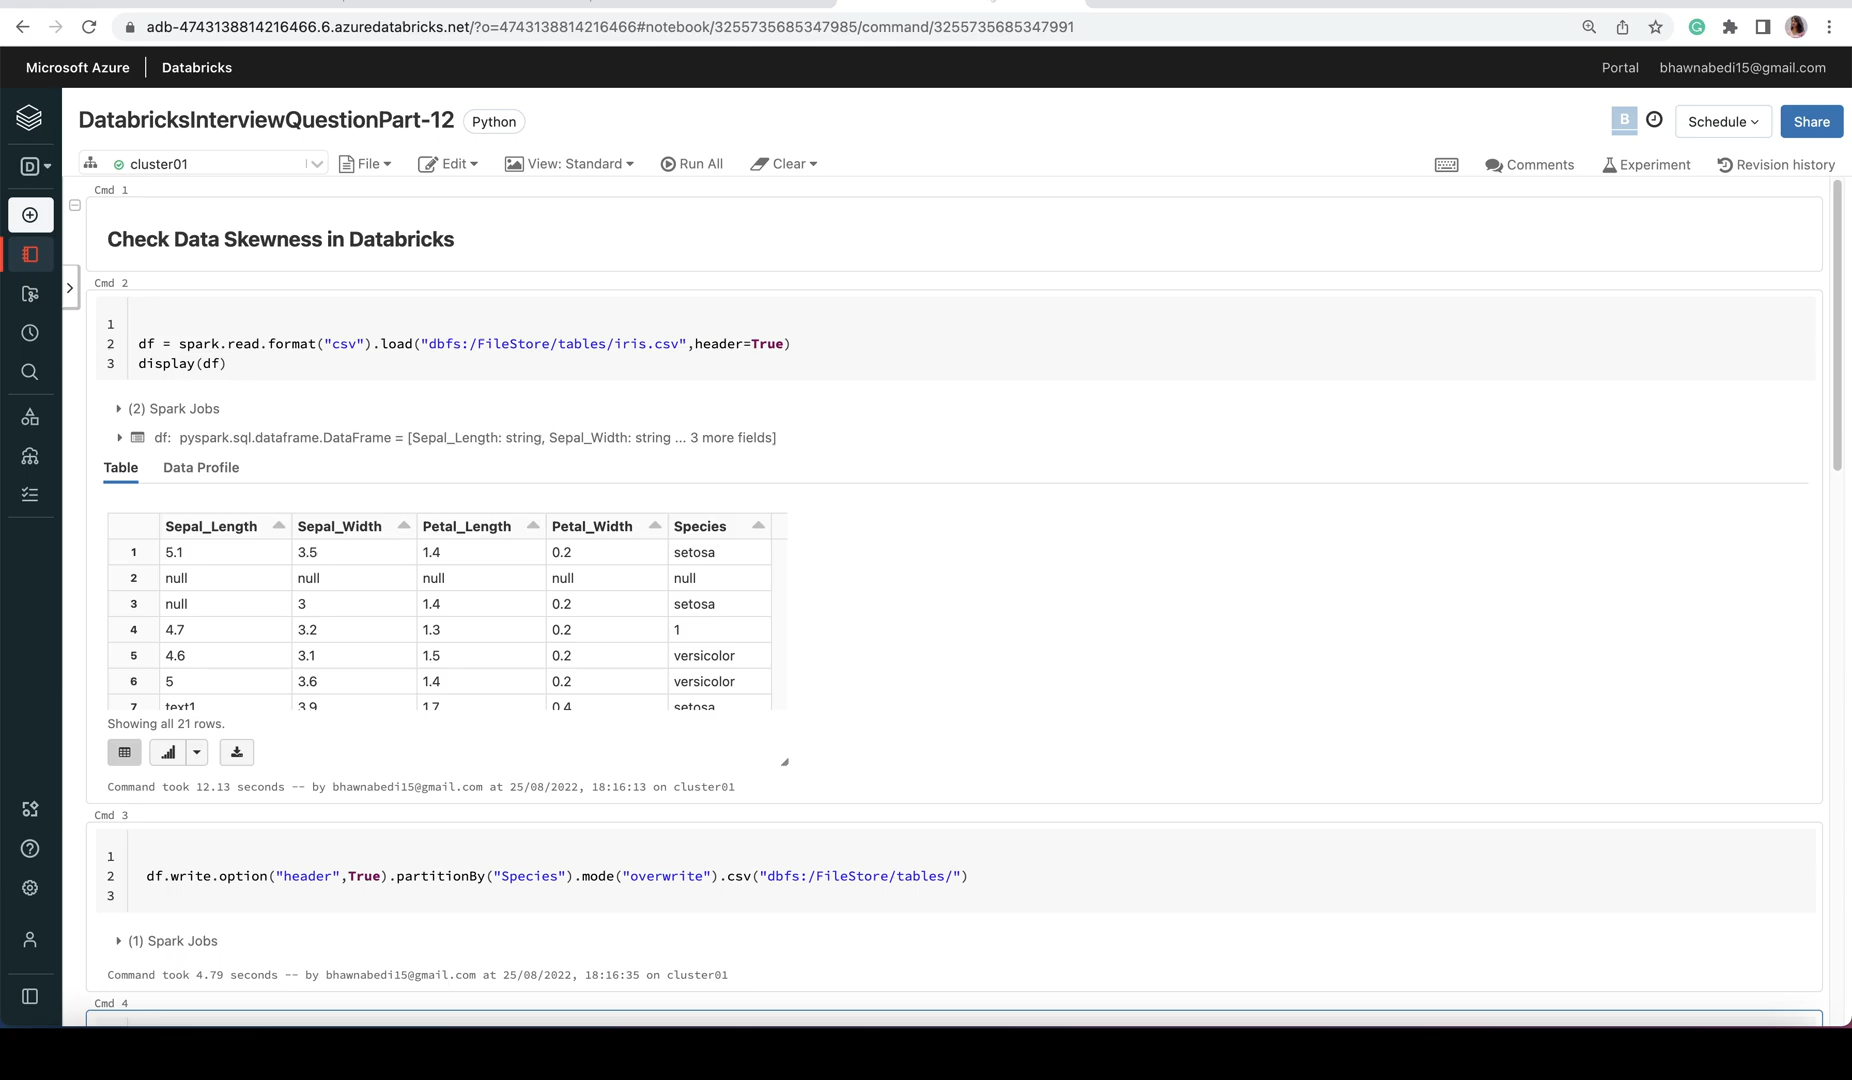 adb-4743138814216466.6.azuredatabricks.net/?o=4743138814216466#notebook/3255735685347985/command/3255735685347991
Microsoft Azure Databricks Portal bhawnabedi15@gmail.com
DatabricksInterviewQuestionPart-12 Python B Schedule Share
D cluster01 File Edit View: Standard Run All Clear Comments Experiment Revision history
Cmd 1
Check Data Skewness in Databricks
Cmd 2
1
2 df = spark.read.format("csv").load("dbfs:/FileStore/tables/iris.csv",header=True)
3 display(df)
(2) Spark Jobs
df: pyspark.sql.dataframe.DataFrame = [Sepal_Length: string, Sepal_Width: string ... 3 more fields]
Table Data Profile
Sepal_Length Sepal_Width Petal_Length Petal_Width Species
1 5.1 3.5 1.4 0.2 setosa
2 null null null null null
3 null 3 1.4 0.2 setosa
4 4.7 3.2 1.3 0.2 1
5 4.6 3.1 1.5 0.2 versicolor
6 5 3.6 1.4 0.2 versicolor
7 text1 3.9 1.7 0.4 setosa
Showing all 21 rows.
Command took 12.13 seconds -- by bhawnabedi15@gmail.com at 25/08/2022, 18:16:13 on cluster01
Cmd 3
1
2 df.write.option("header",True).partitionBy("Species").mode("overwrite").csv("dbfs:/FileStore/tables/")
3
(1) Spark Jobs
Command took 4.79 seconds -- by bhawnabedi15@gmail.com at 25/08/2022, 18:16:35 on cluster01
Cmd 4